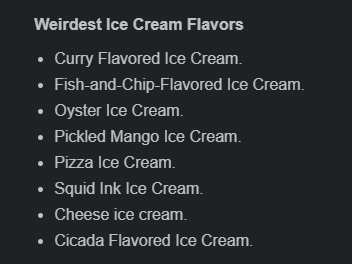 Weirdest Ice Cream Flavors
• Curry Flavored Ice Cream.
• Fish-and-Chip-Flavored Ice Cream.
• Oyster Ice Cream.
• Pickled Mango Ice Cream.
• Pizza Ice Cream.
• Squid Ink Ice Cream.
• Cheese ice cream.
• Cicada Flavored Ice Cream.